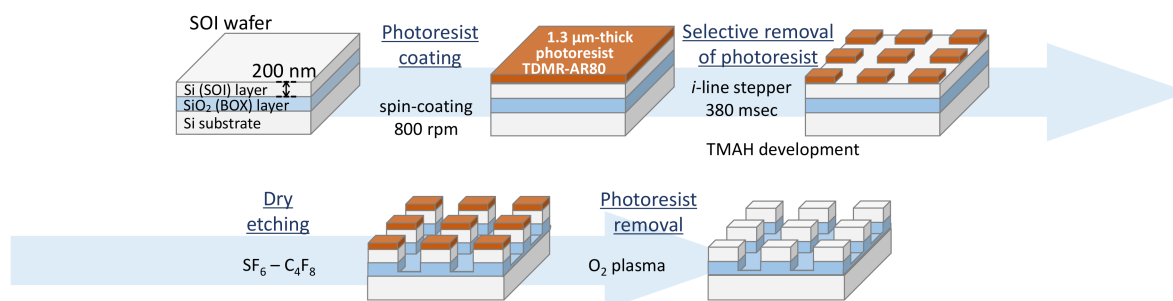 SOI wafer
200 nm
Si (SOI) layer
SiO₂ (BOX) layer
Si substrate
Photoresist
coating
spin-coating
800 rpm
1.3 μm-thick
photoresist
TDMR-AR80
Selective removal
of photoresist
i-line stepper
380 msec
TMAH development
Dry
etching
SF₆ – C₄F₈
Photoresist
removal
O₂ plasma